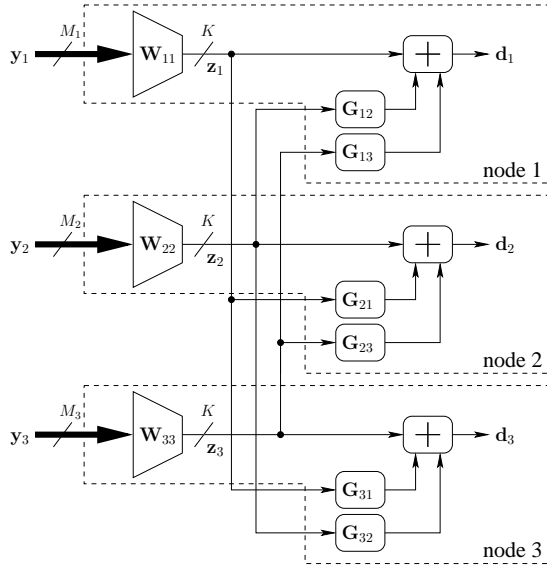 y₁ M₁ W₁₁ K z₁ + d₁
G₁₂
G₁₃
node 1
y₂ M₂ W₂₂ K z₂ + d₂
G₂₁
G₂₃
node 2
y₃ M₃ W₃₃ K z₃ + d₃
G₃₁
G₃₂
node 3